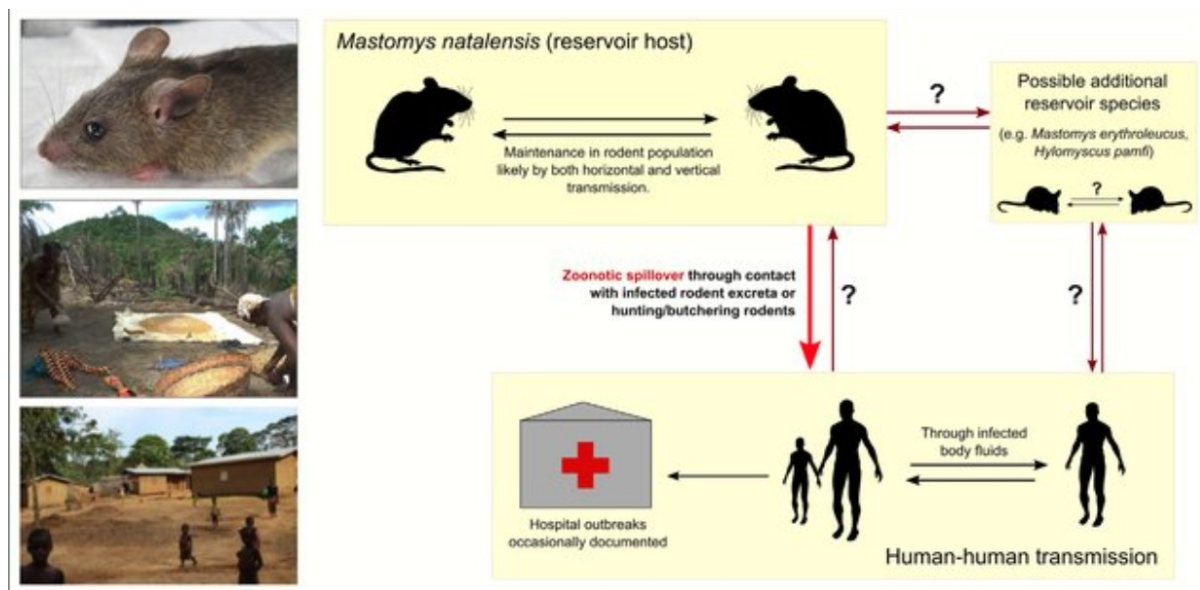 Mastomys natalensis (reservoir host)
Maintenance in rodent population
likely by both horizontal and vertical
transmission.
?
Possible additional
reservoir species
(e.g. Mastomys erythroleucus,
Hylomyscus pamfi)
?
Zoonotic spillover through contact
with infected rodent excreta or
hunting/butchering rodents
?
?
Hospital outbreaks
occasionally documented
Through infected
body fluids
Human-human transmission